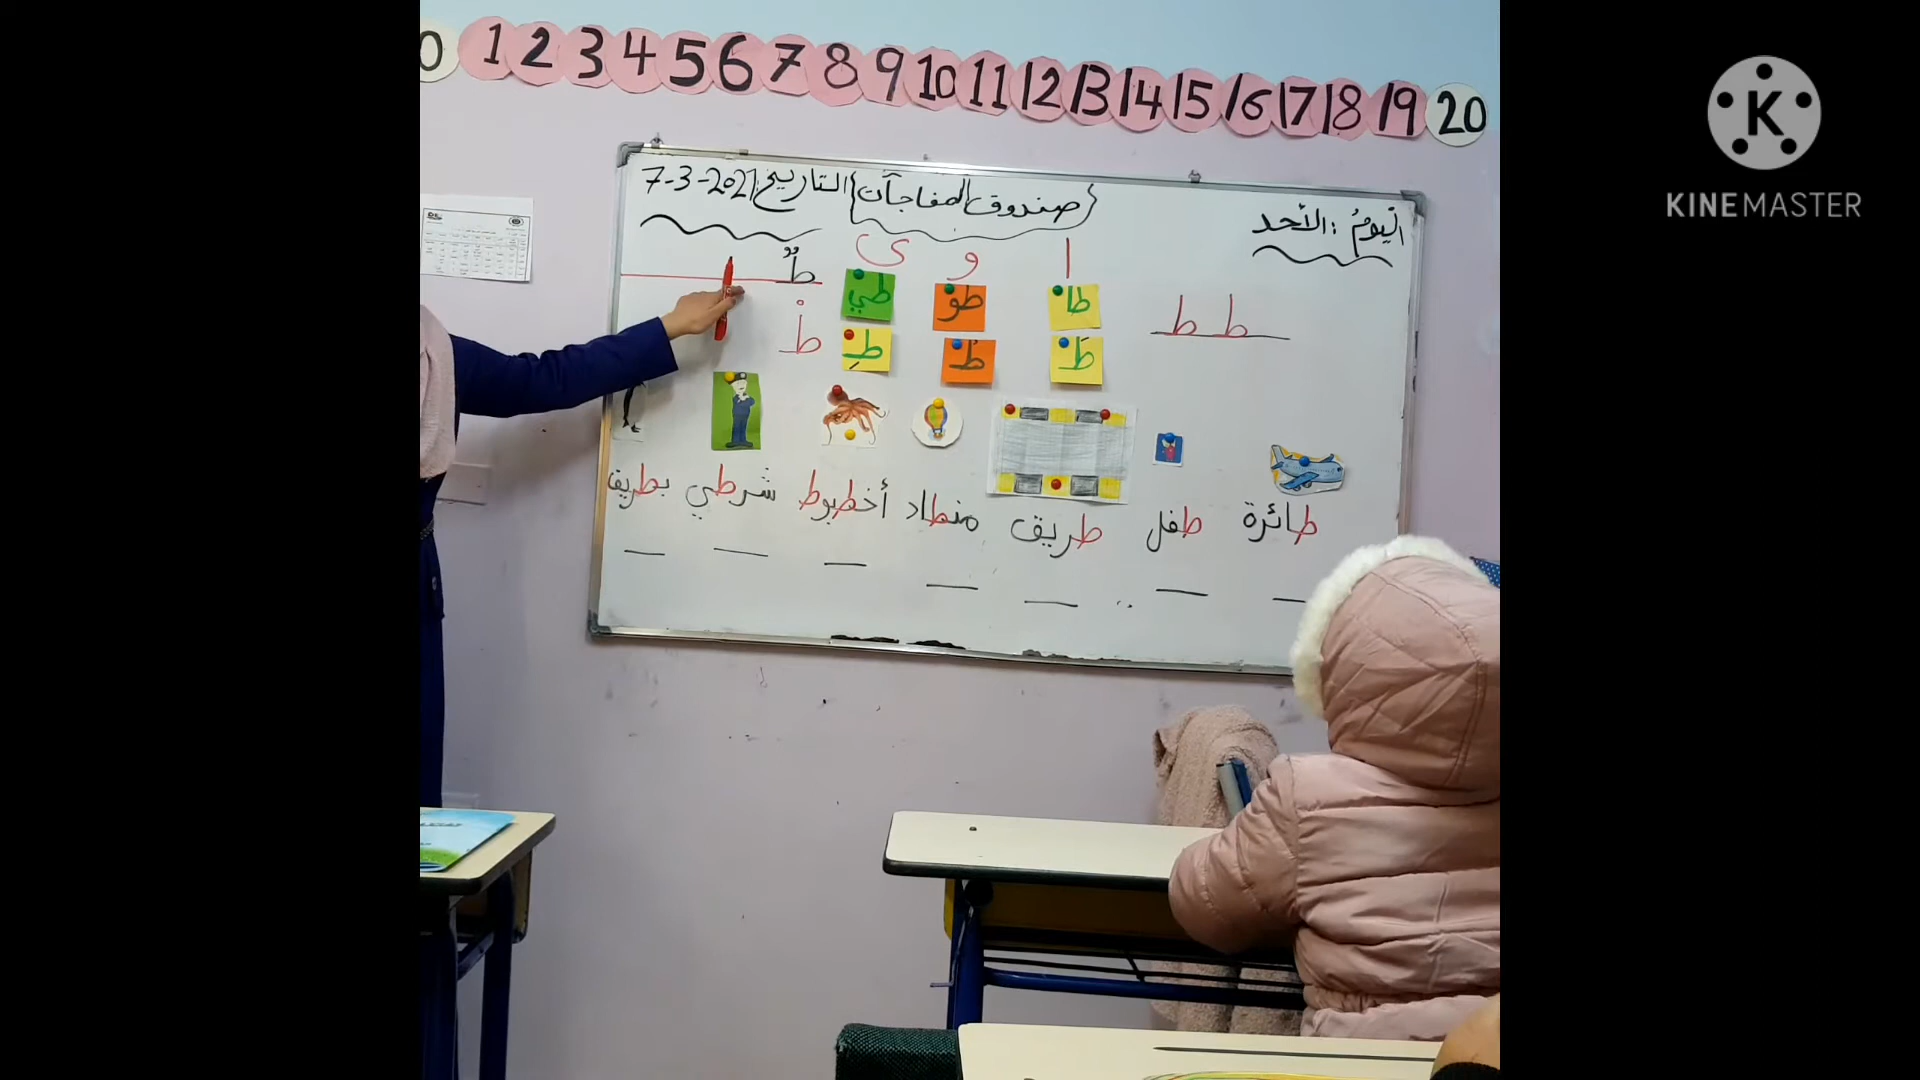 0 1 2 3 4 5 6 7 8 9 10 11 12 13 14 15 16 17 18 19 20
اليومُ : الأحد {صندوق المفاجآت} التاريخ 2021-3-7
ا و ى
ط ط طا طو طي طٌ
طَ طُ طِ طْ
طائرة طفل طريق منطاد أخطبوط شرطي بطريق
K
KINEMASTER